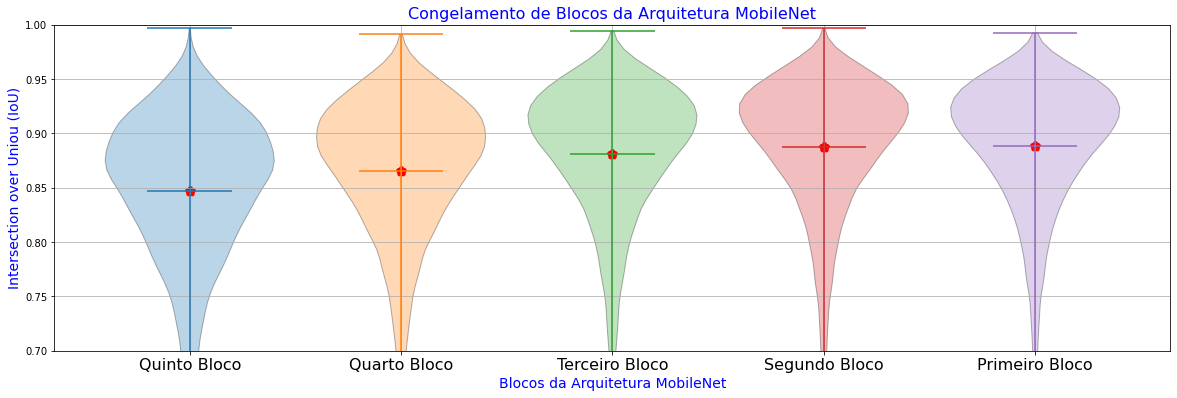 Congelamento de Blocos da Arquitetura MobileNet
Intersection over Uniou (IoU)
1.00
0.95
0.90
0.85
0.80
0.75
0.70
Quinto Bloco
Quarto Bloco
Terceiro Bloco
Segundo Bloco
Primeiro Bloco
Blocos da Arquitetura MobileNet